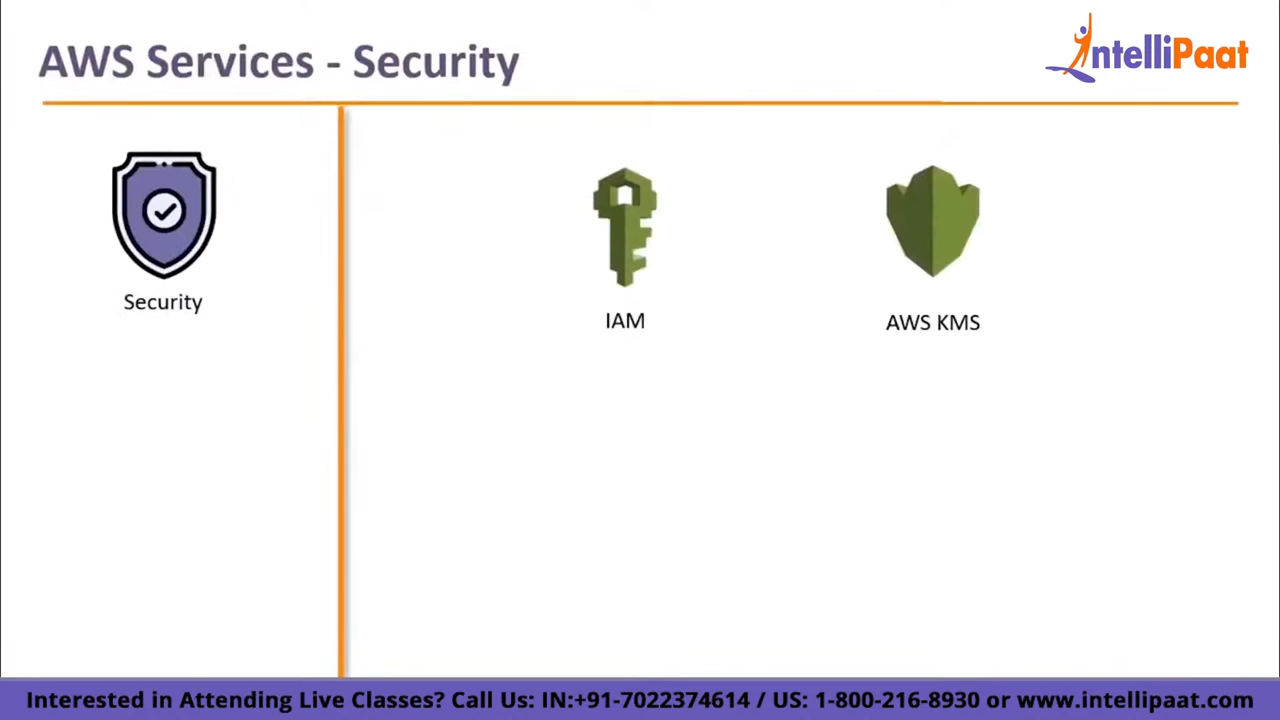 AWS Services - Security
IntelliPaat
Security
IAM
AWS KMS
Interested in Attending Live Classes? Call Us: IN:+91-7022374614 / US: 1-800-216-8930 or www.intellipaat.com